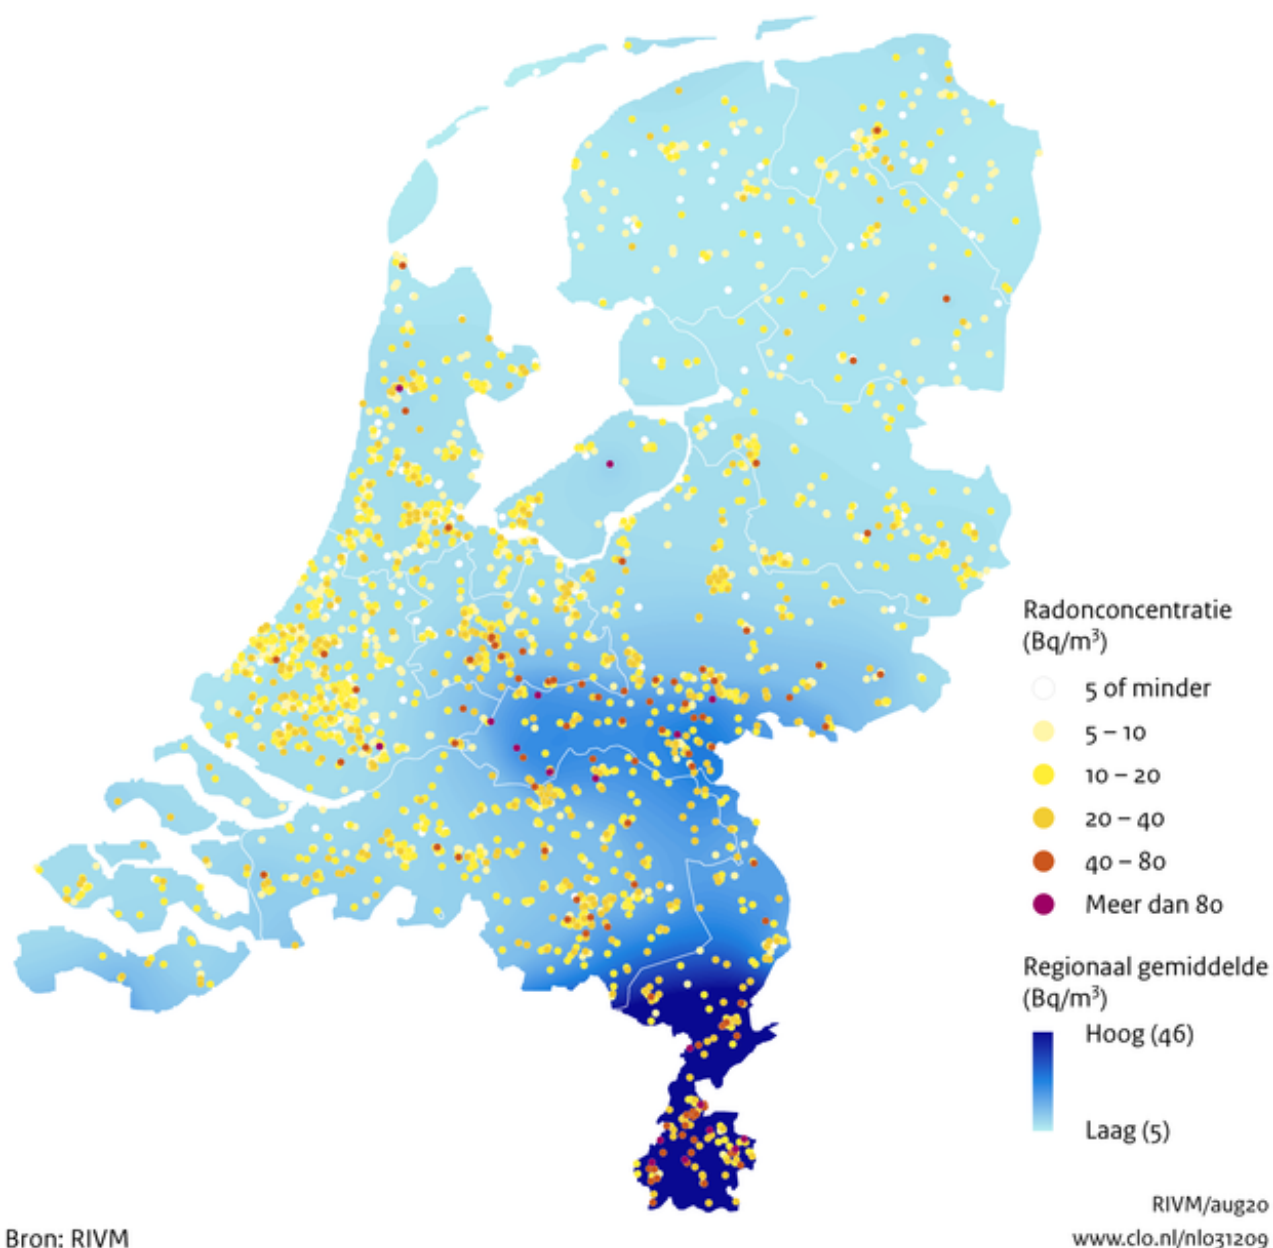 Radonconcentratie
(Bq/m³)
5 of minder
5 – 10
10 – 20
20 – 40
40 – 80
Meer dan 80
Regionaal gemiddelde
(Bq/m³)
Hoog (46)
Laag (5)
RIVM/aug20
Bron: RIVM
www.clo.nl/nl031209